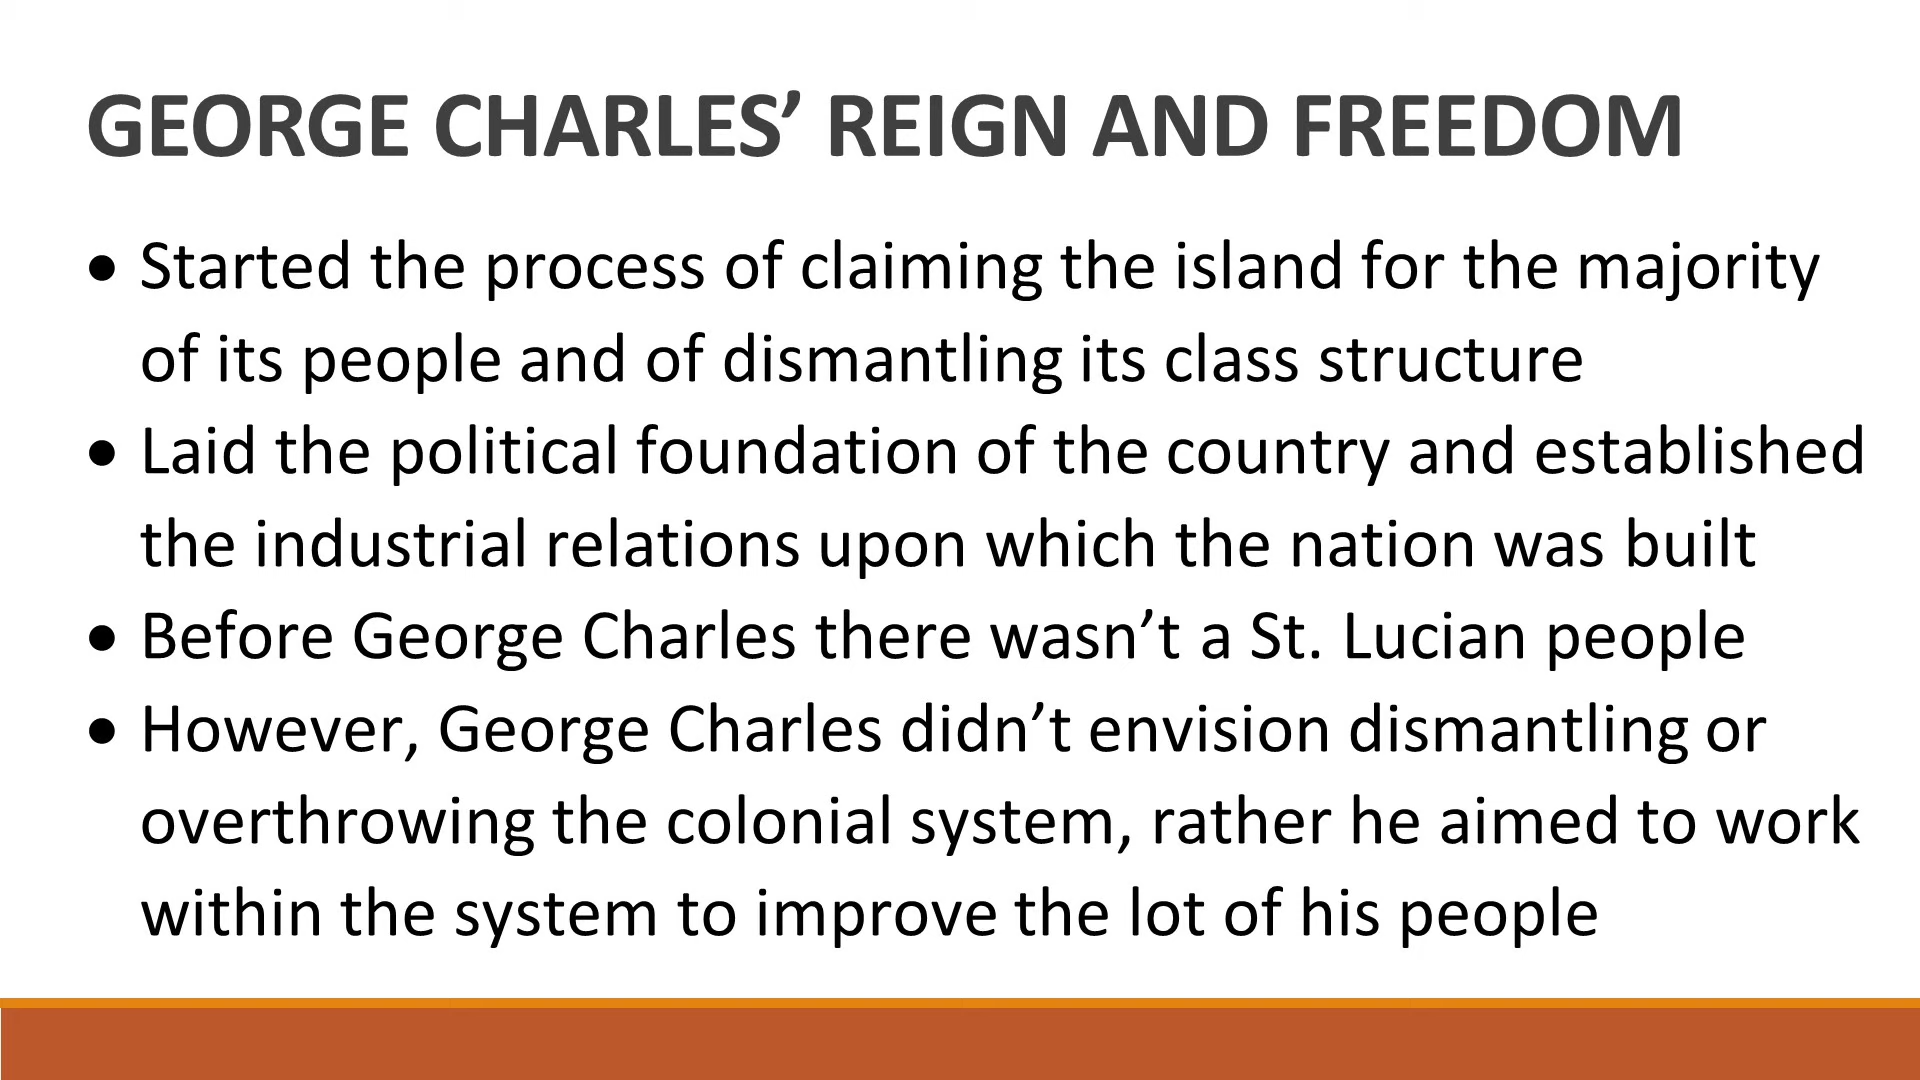 GEORGE CHARLES’ REIGN AND FREEDOM
• Started the process of claiming the island for the majority
of its people and of dismantling its class structure
• Laid the political foundation of the country and established
the industrial relations upon which the nation was built
• Before George Charles there wasn’t a St. Lucian people
• However, George Charles didn’t envision dismantling or
overthrowing the colonial system, rather he aimed to work
within the system to improve the lot of his people